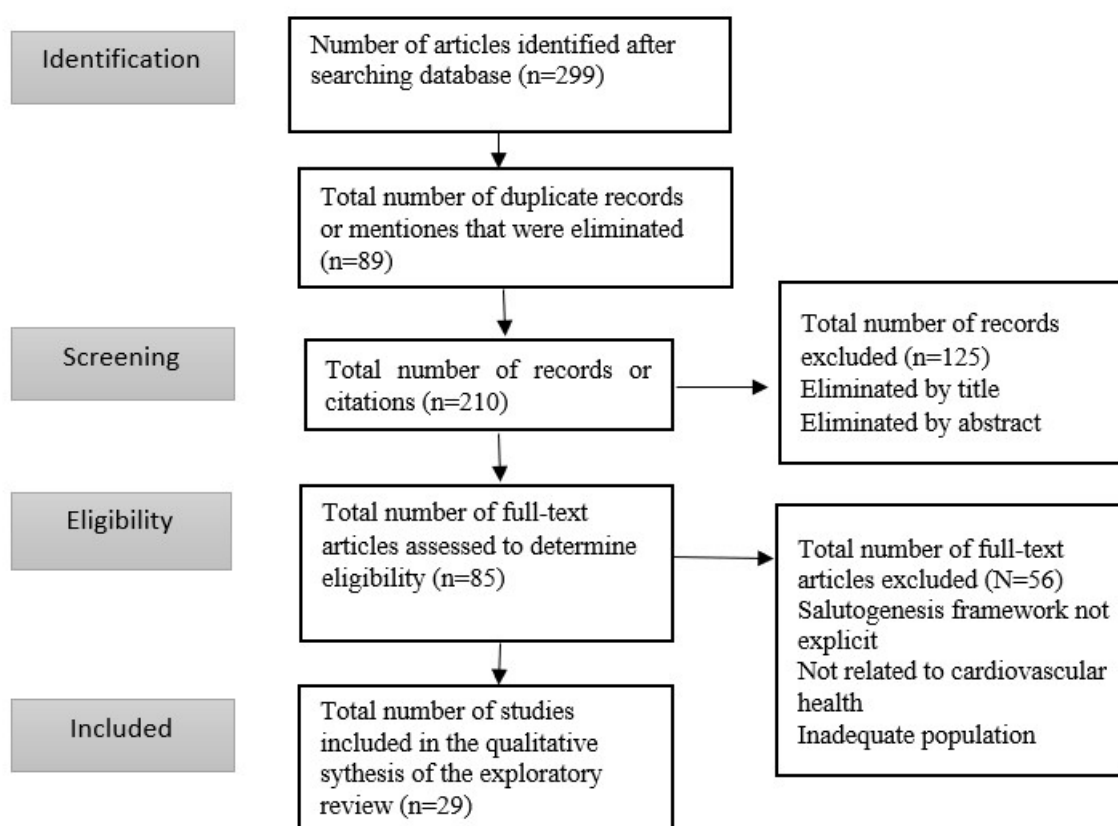 Identification
Number of articles identified after
searching database (n=299)
Total number of duplicate records
or mentiones that were eliminated
(n=89)
Screening
Total number of records or
citations (n=210)
Total number of records
excluded (n=125)
Eliminated by title
Eliminated by abstract
Eligibility
Total number of full-text
articles assessed to determine
eligibility (n=85)
Total number of full-text
articles excluded (N=56)
Salutogenesis framework not
explicit
Not related to cardiovascular
health
Inadequate population
Included
Total number of studies
included in the qualitative
sythesis of the exploratory
review (n=29)